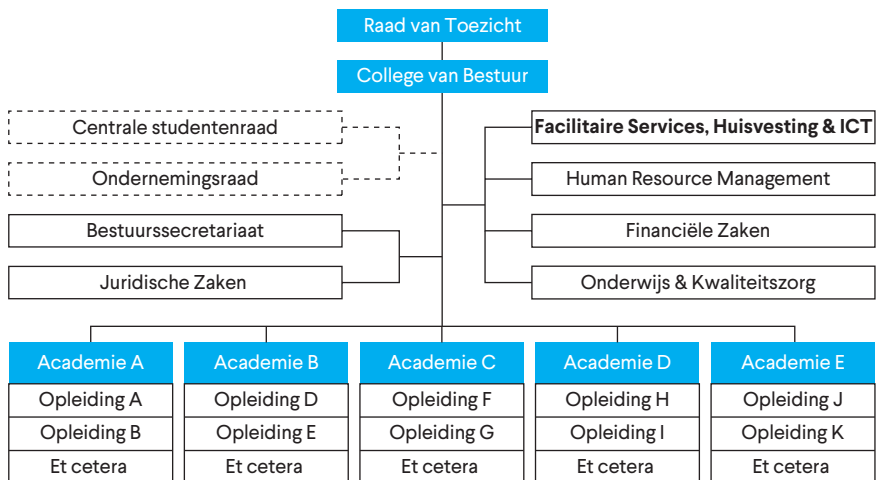 Raad van Toezicht
College van Bestuur
Centrale studentenraad
Ondernemingsraad
Bestuurssecretariaat
Juridische Zaken
Facilitaire Services, Huisvesting & ICT
Human Resource Management
Financiële Zaken
Onderwijs & Kwaliteitszorg
Academie A
Opleiding A
Opleiding B
Et cetera
Academie B
Opleiding D
Opleiding E
Et cetera
Academie C
Opleiding F
Opleiding G
Et cetera
Academie D
Opleiding H
Opleiding I
Et cetera
Academie E
Opleiding J
Opleiding K
Et cetera